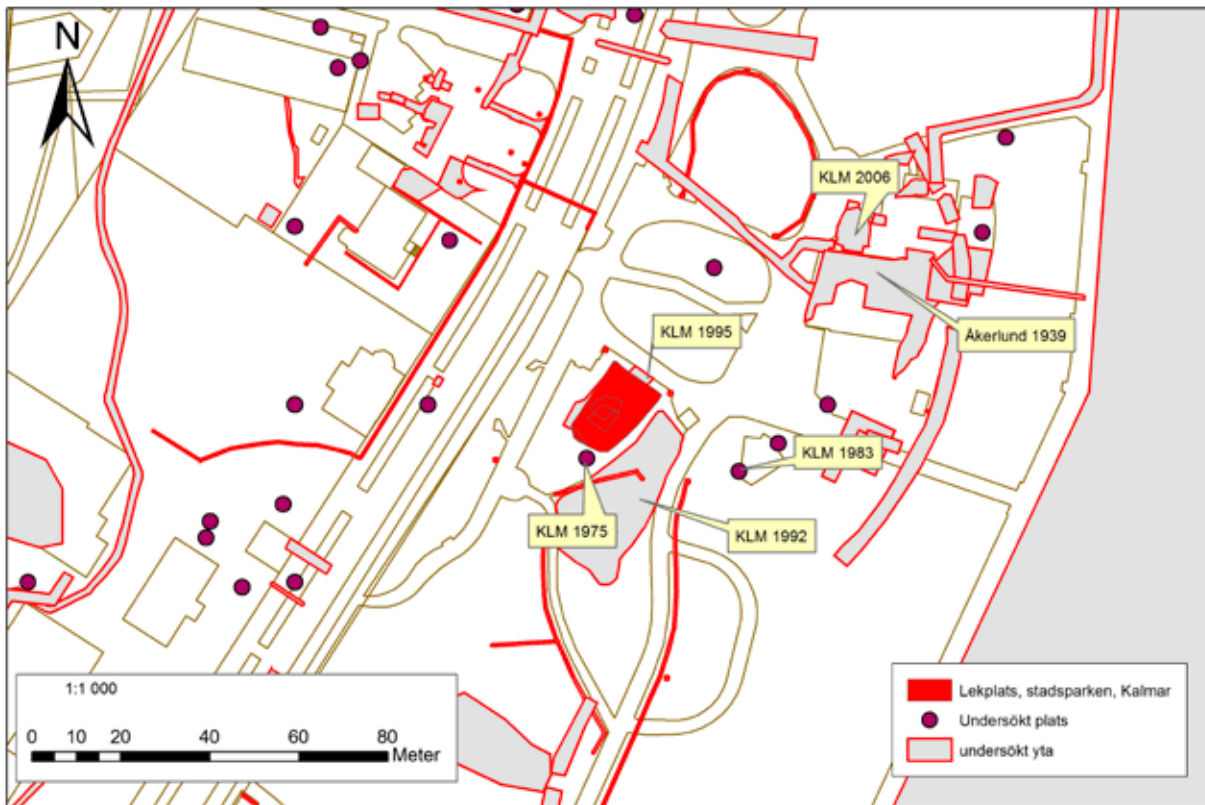 N
KLM 2006
KLM 1995
Åkerlund 1939
KLM 1983
KLM 1975
KLM 1992
1:1 000
0 10 20 40 60 80
Meter
Lekplats, stadsparken, Kalmar
Undersökt plats
undersökt yta